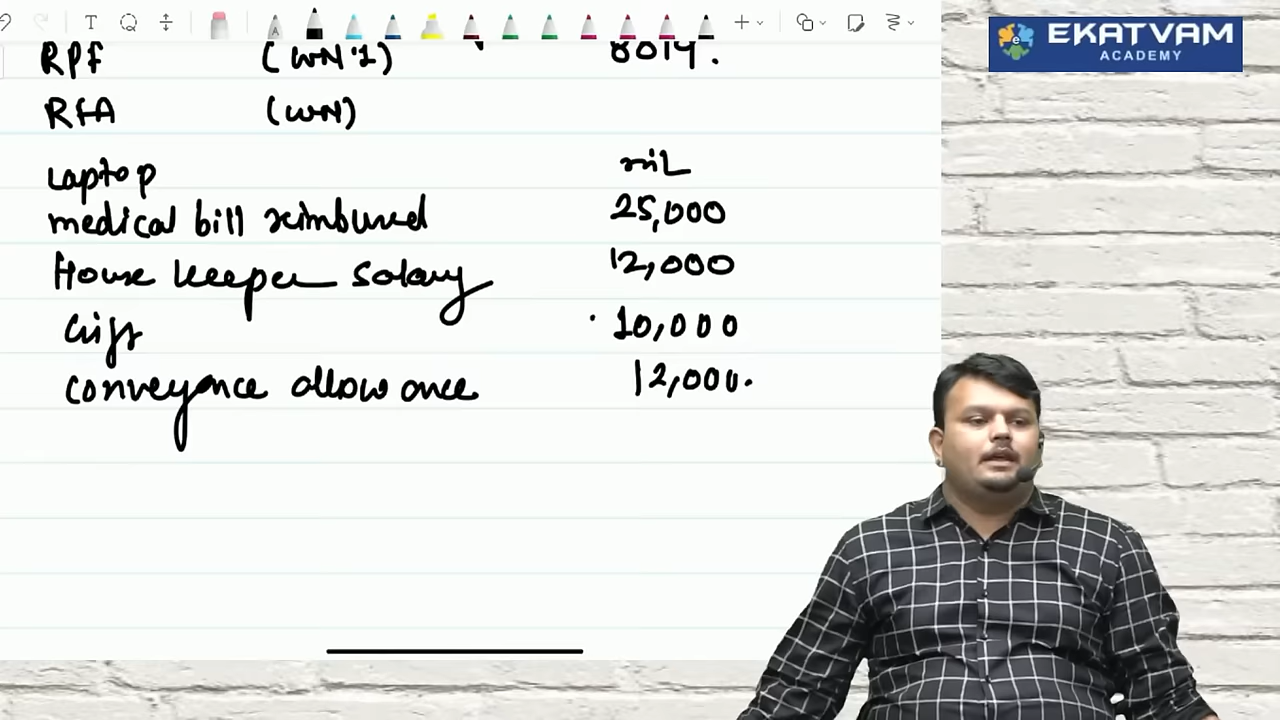 EKATVAM
ACADEMY
RPF (WN·1) 8014.
RFA (WN)
Laptop nil
medical bill reimbured 25,000
House keeper salary 12,000
Gift 10,000
conveyance allowance 12,000.